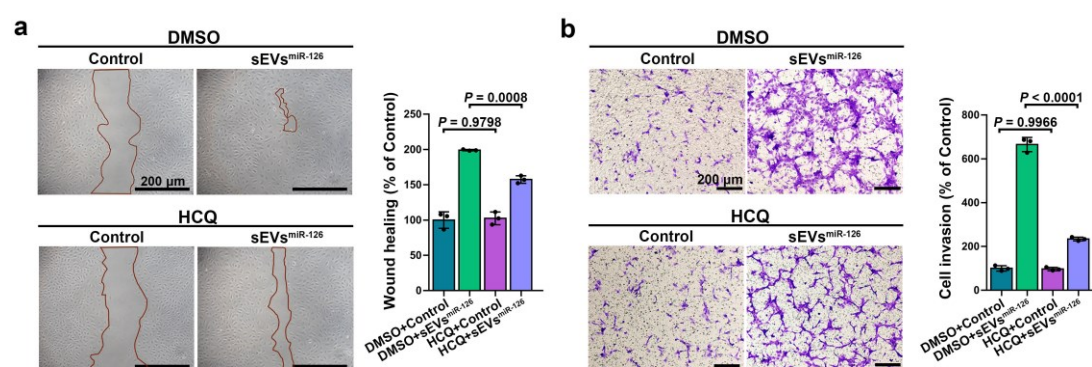 a
DMSO
Control
sEVsmiR-126
200 µm
HCQ
Control
sEVsmiR-126
Wound healing (% of Control)
250
200
150
100
50
0
P = 0.0008
P = 0.9798
DMSO+Control
DMSO+sEVsmiR-126
HCQ+Control
HCQ+sEVsmiR-126
b
DMSO
Control
sEVsmiR-126
200 µm
HCQ
Control
sEVsmiR-126
Cell invasion (% of Control)
800
600
400
200
0
P < 0.0001
P = 0.9966
DMSO+Control
DMSO+sEVsmiR-126
HCQ+Control
HCQ+sEVsmiR-126